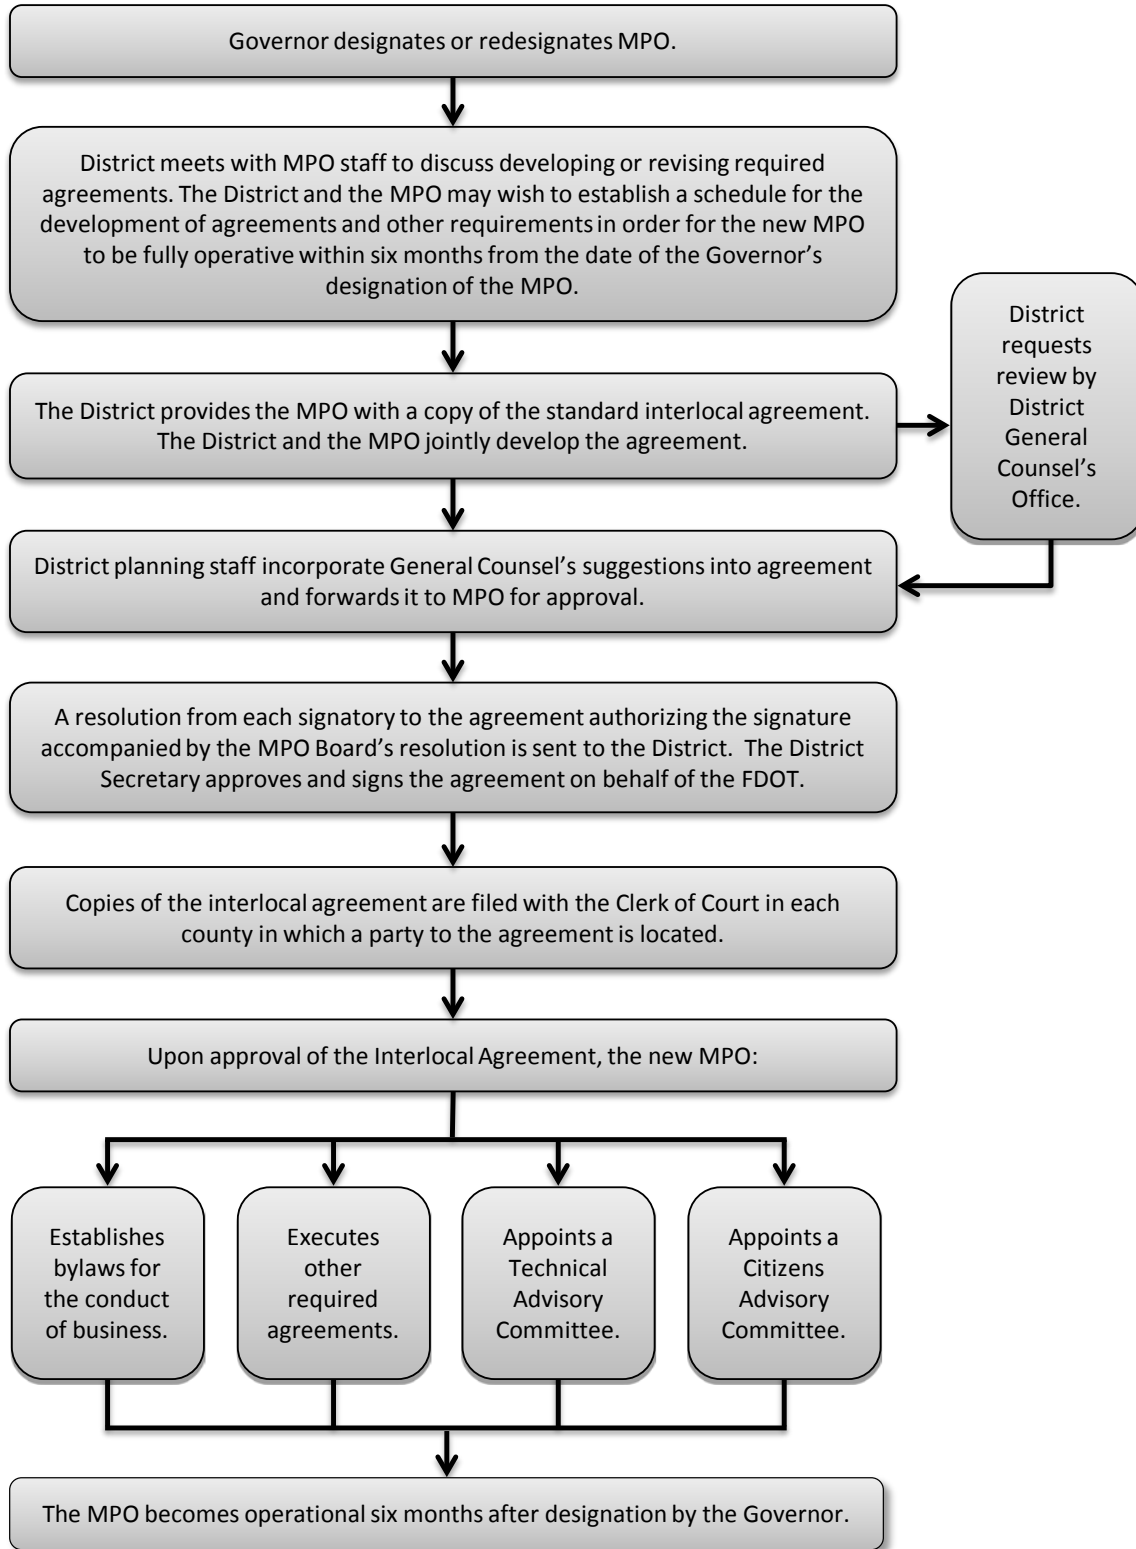 Governor designates or redesignates MPO.
District meets with MPO staff to discuss developing or revising required
agreements. The District and the MPO may wish to establish a schedule for the
development of agreements and other requirements in order for the new MPO
to be fully operative within six months from the date of the Governor’s
designation of the MPO.
The District provides the MPO with a copy of the standard interlocal agreement.
The District and the MPO jointly develop the agreement.
District
requests
review by
District
General
Counsel’s
Office.
District planning staff incorporate General Counsel’s suggestions into agreement
and forwards it to MPO for approval.
A resolution from each signatory to the agreement authorizing the signature
accompanied by the MPO Board’s resolution is sent to the District.  The District
Secretary approves and signs the agreement on behalf of the FDOT.
Copies of the interlocal agreement are filed with the Clerk of Court in each
county in which a party to the agreement is located.
Upon approval of the Interlocal Agreement, the new MPO:
Establishes
bylaws for
the conduct
of business.
Executes
other
required
agreements.
Appoints a
Technical
Advisory
Committee.
Appoints a
Citizens
Advisory
Committee.
The MPO becomes operational six months after designation by the Governor.